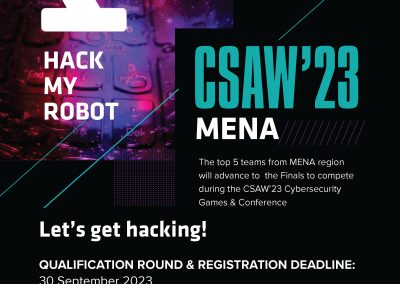 HACK
MY
ROBOT
CSAW'23
MENA
The top 5 teams from MENA region
will advance to the Finals to compete
during the CSAW'23 Cybersecurity
Games & Conference
Let's get hacking!
QUALIFICATION ROUND & REGISTRATION DEADLINE:
30 September 2023